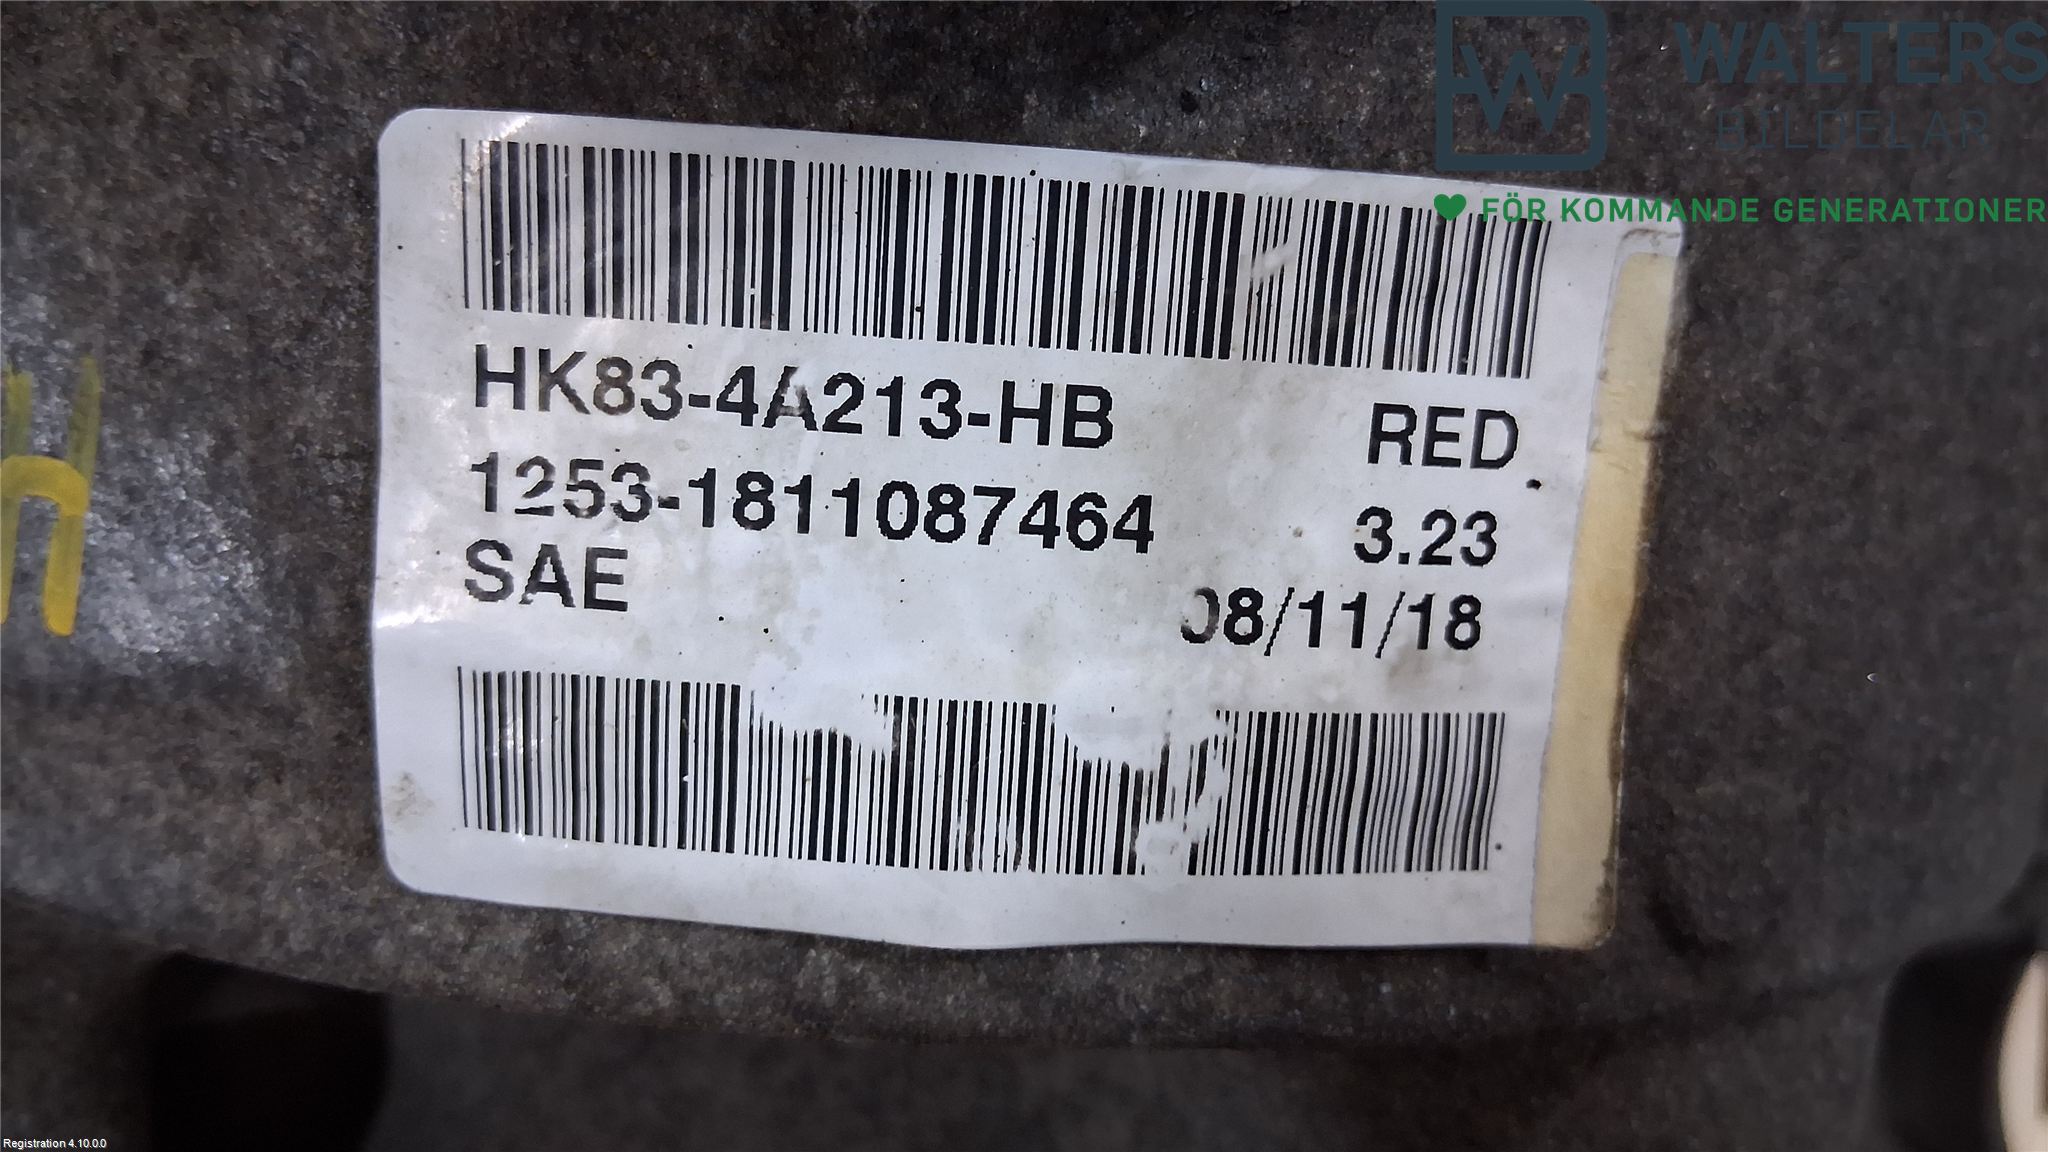 WALTERS
BILDELAR
FÖR KOMMANDE GENERATIONER
HK83-4A213-HB RED
1253-1811087464 3.23
SAE 08/11/18
Registration 4.10.0.0